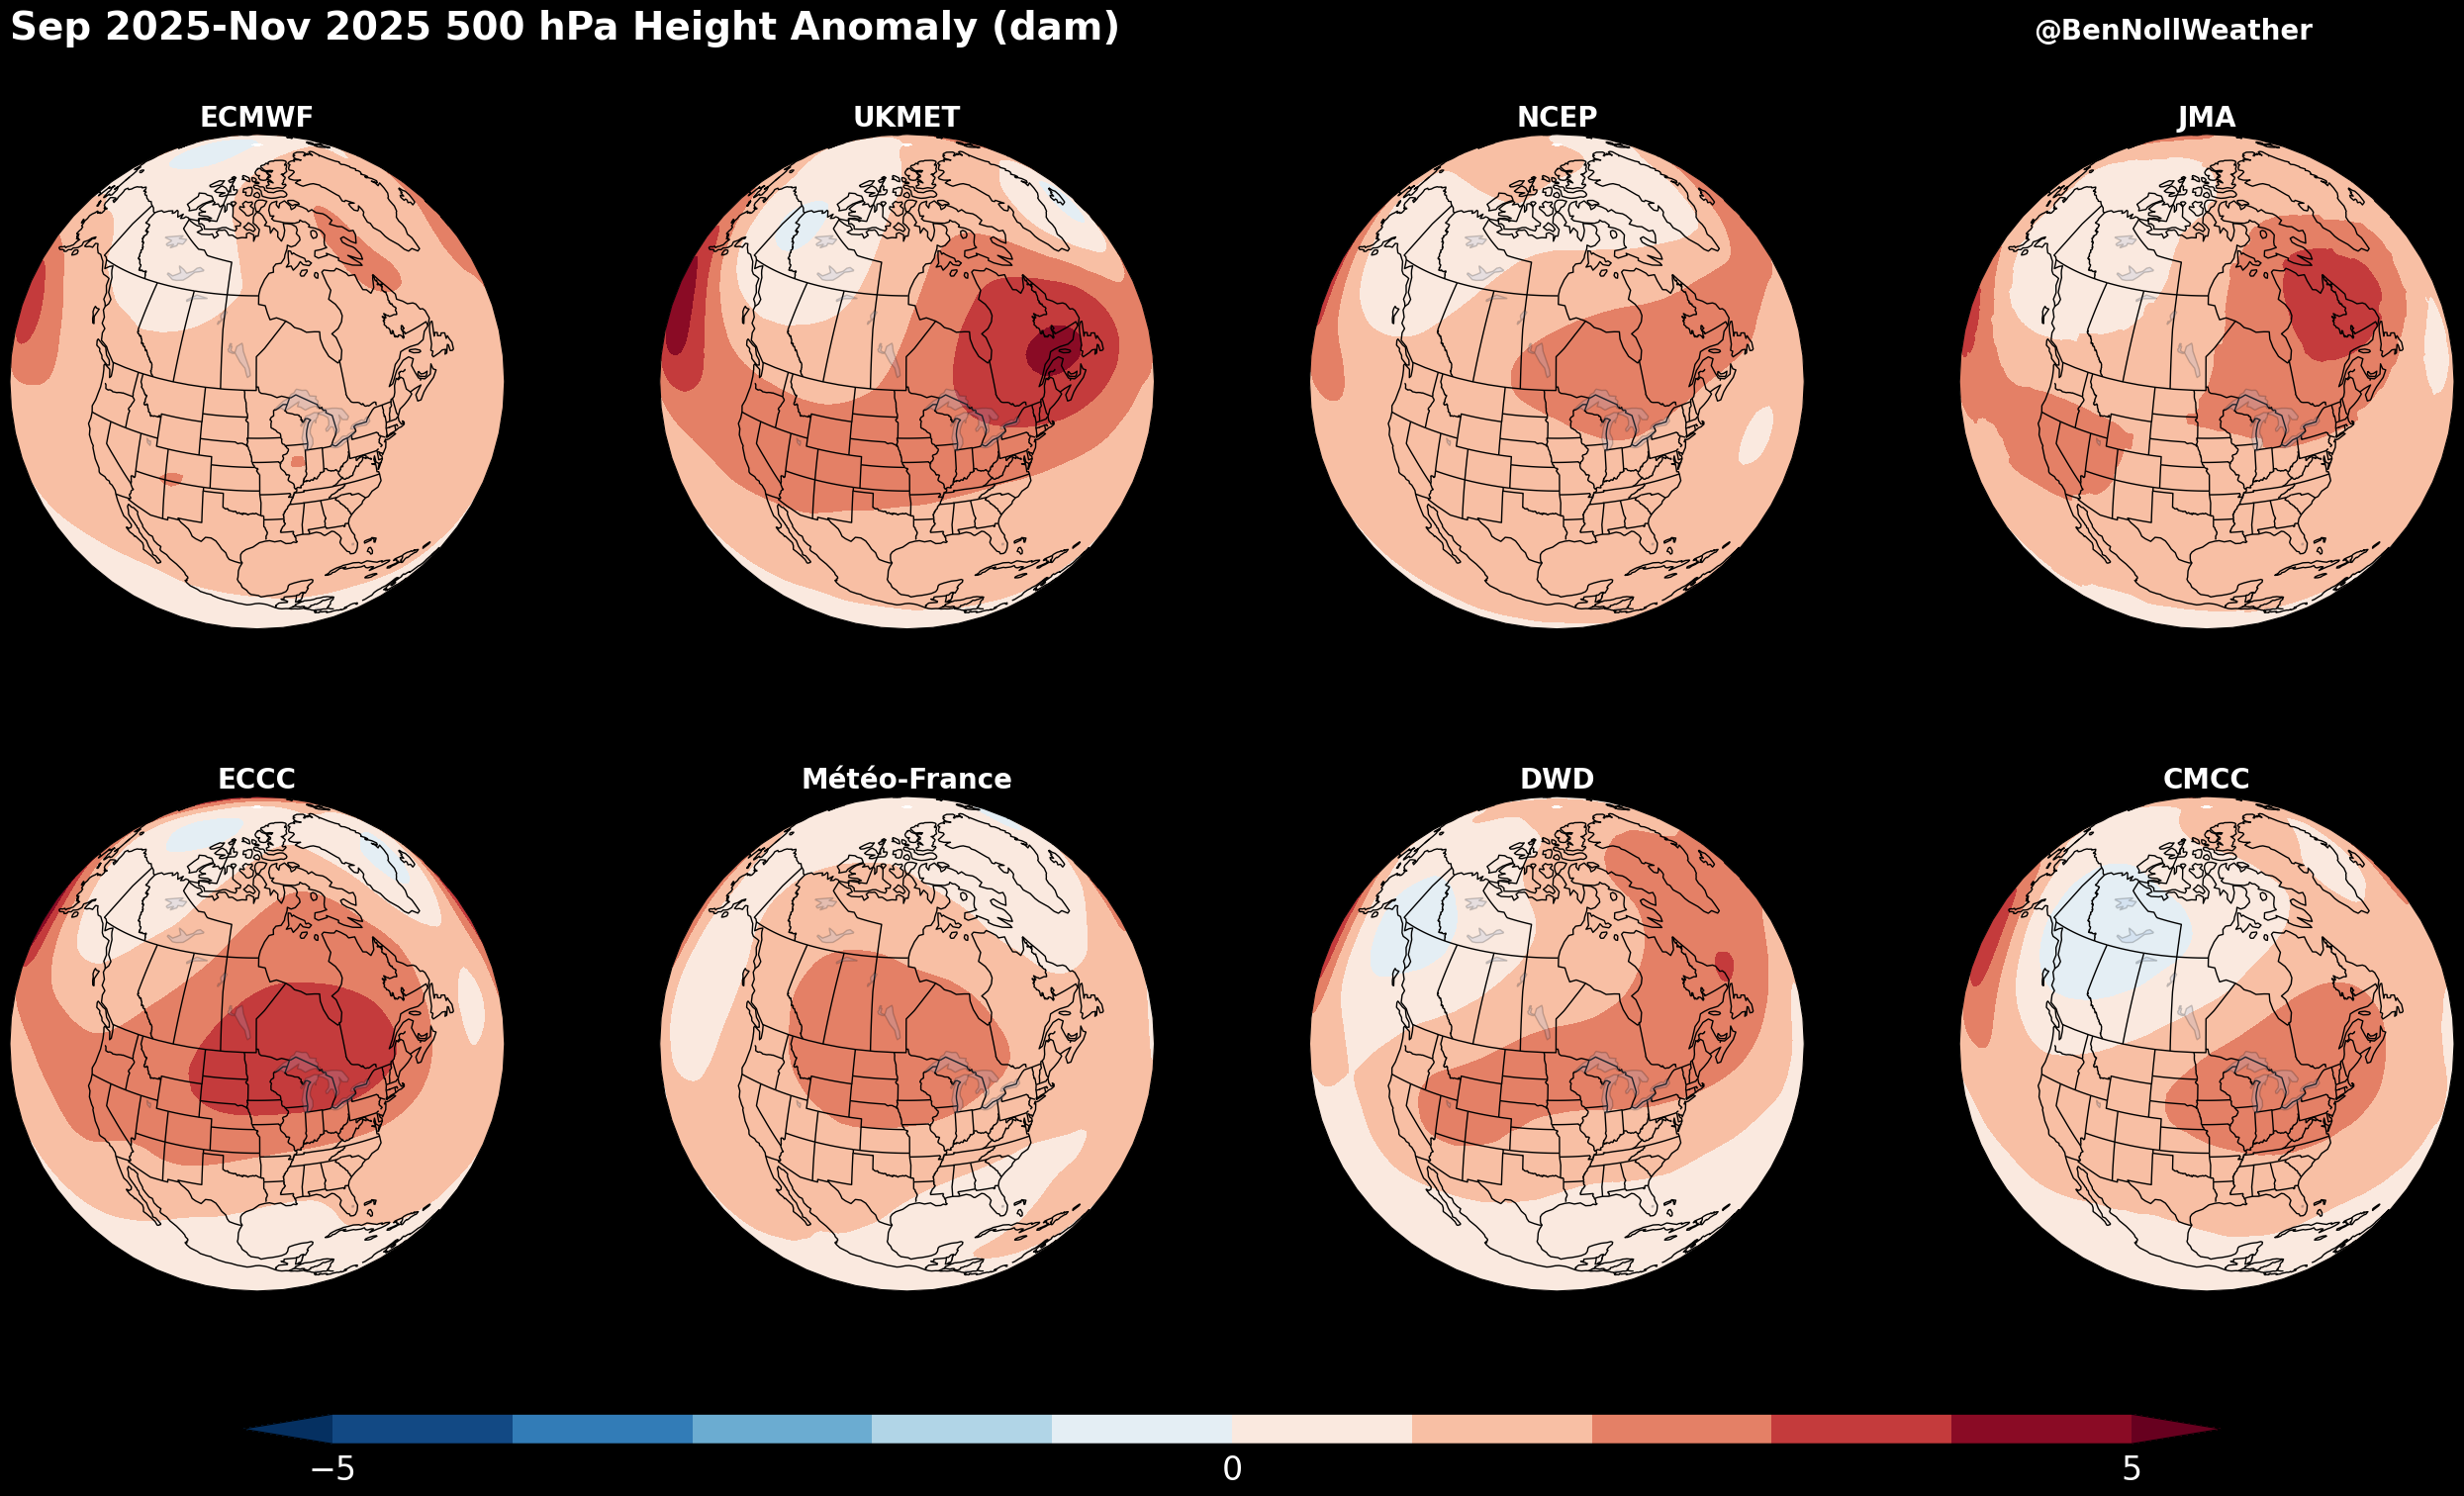 Sep 2025-Nov 2025 500 hPa Height Anomaly (dam)
@BenNollWeather
ECMWF
UKMET
NCEP
JMA
ECCC
Météo-France
DWD
CMCC
−5
0
5